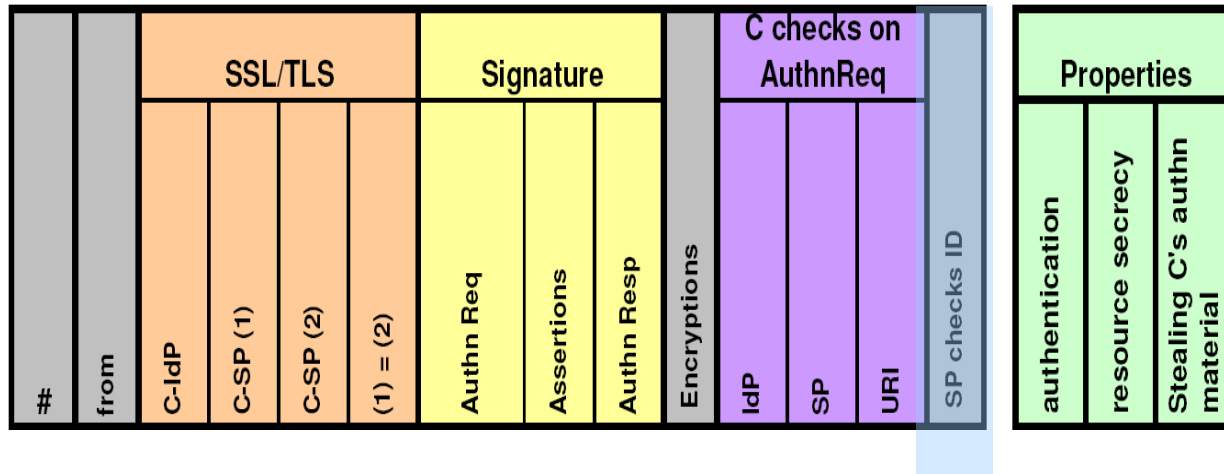 C checks on
AuthnReq
SSL/TLS
Signature
Properties
#
from
C-IdP
C-SP (1)
C-SP (2)
(1) = (2)
Authn Req
Assertions
Authn Resp
Encryptions
IdP
SP
URI
SP checks ID
authentication
resource secrecy
Stealing C's authn
material